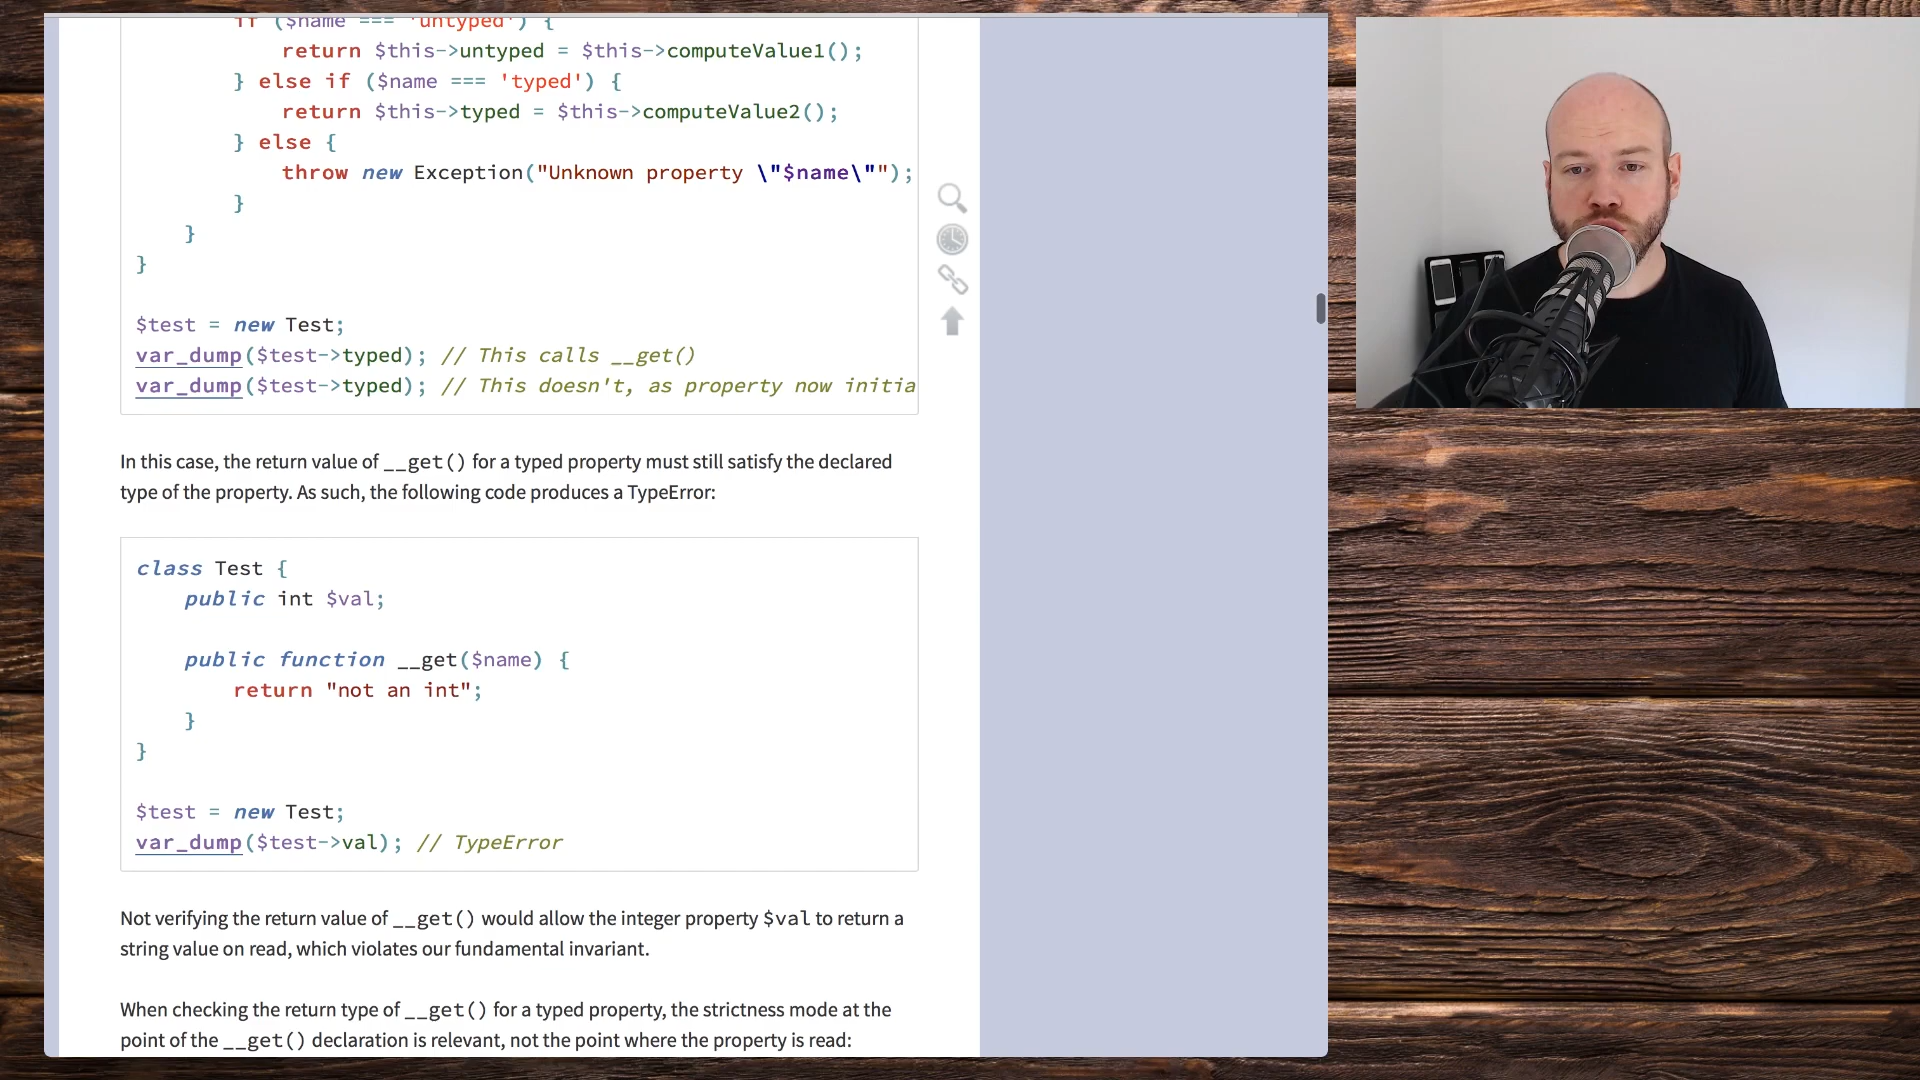 if ($name === 'untyped') {
return $this->untyped = $this->computeValue1();
} else if ($name === 'typed') {
return $this->typed = $this->computeValue2();
} else {
throw new Exception("Unknown property \"$name\"");
}
}
}
$test = new Test;
var_dump($test->typed); // This calls __get()
var_dump($test->typed); // This doesn't, as property now initia
In this case, the return value of __get() for a typed property must still satisfy the declared
type of the property. As such, the following code produces a TypeError:
class Test {
public int $val;
public function __get($name) {
return "not an int";
}
}
$test = new Test;
var_dump($test->val); // TypeError
Not verifying the return value of __get() would allow the integer property $val to return a
string value on read, which violates our fundamental invariant.
When checking the return type of __get() for a typed property, the strictness mode at the
point of the __get() declaration is relevant, not the point where the property is read: